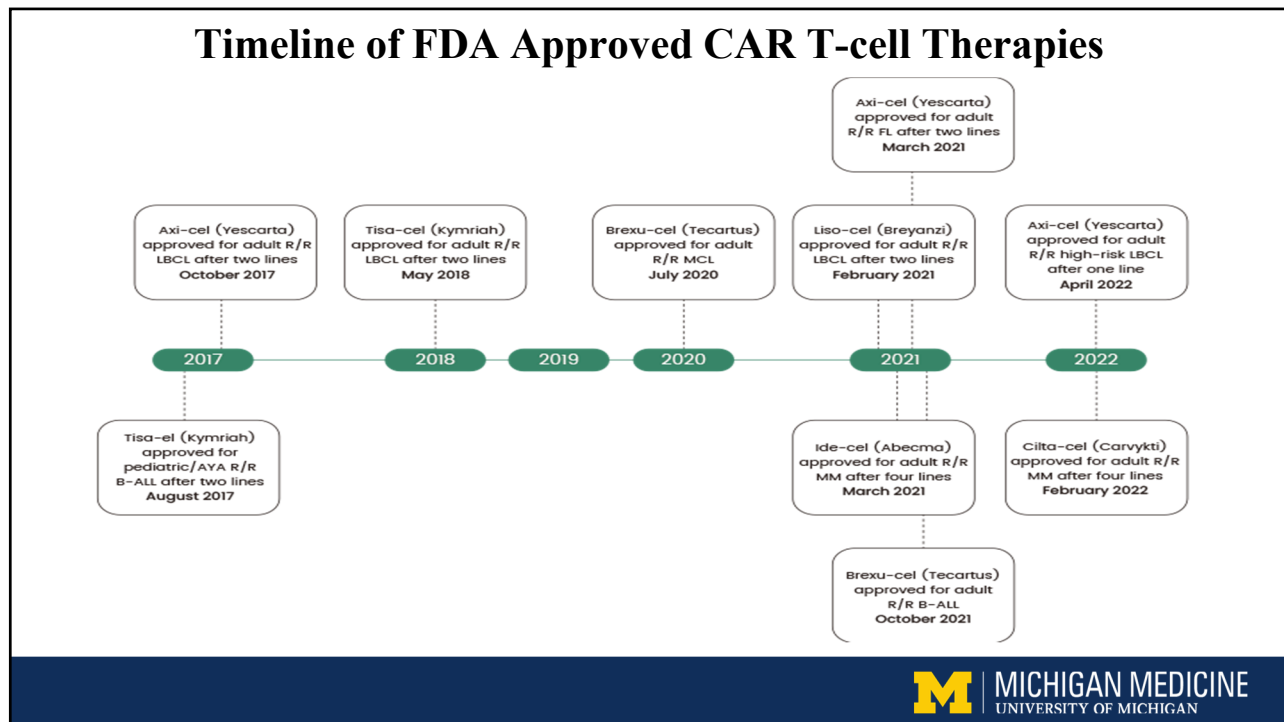 Timeline of FDA Approved CAR T-cell Therapies
Axi-cel (Yescarta)
approved for adult
R/R FL after two lines
March 2021
Axi-cel (Yescarta)
approved for adult R/R
LBCL after two lines
October 2017
Tisa-cel (Kymriah)
approved for adult R/R
LBCL after two lines
May 2018
Brexu-cel (Tecartus)
approved for adult
R/R MCL
July 2020
Liso-cel (Breyanzi)
approved for adult R/R
LBCL after two lines
February 2021
Axi-cel (Yescarta)
approved for adult
R/R high-risk LBCL
after one line
April 2022
2017
2018
2019
2020
2021
2022
Tisa-el (Kymriah)
approved for
pediatric/AYA R/R
B-ALL after two lines
August 2017
Ide-cel (Abecma)
approved for adult R/R
MM after four lines
March 2021
Cilta-cel (Carvykti)
approved for adult R/R
MM after four lines
February 2022
Brexu-cel (Tecartus)
approved for adult
R/R B-ALL
October 2021
M
MICHIGAN MEDICINE
UNIVERSITY OF MICHIGAN